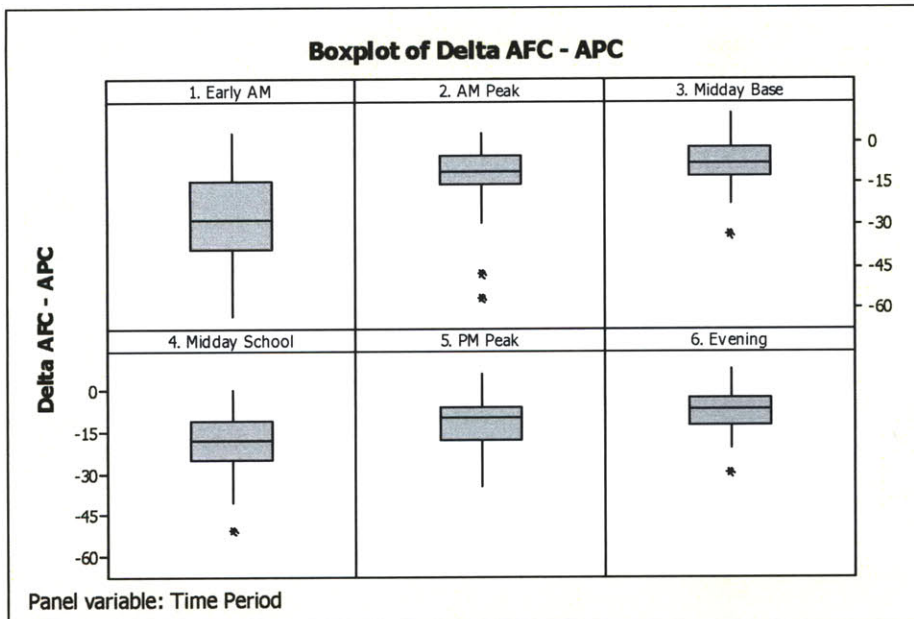 Boxplot of Delta AFC - APC
1. Early AM
2. AM Peak
3. Midday Base
0
-15
-30
-45
-60
Delta AFC - APC
4. Midday School
5. PM Peak
6. Evening
0
-15
-30
-45
-60
Panel variable: Time Period